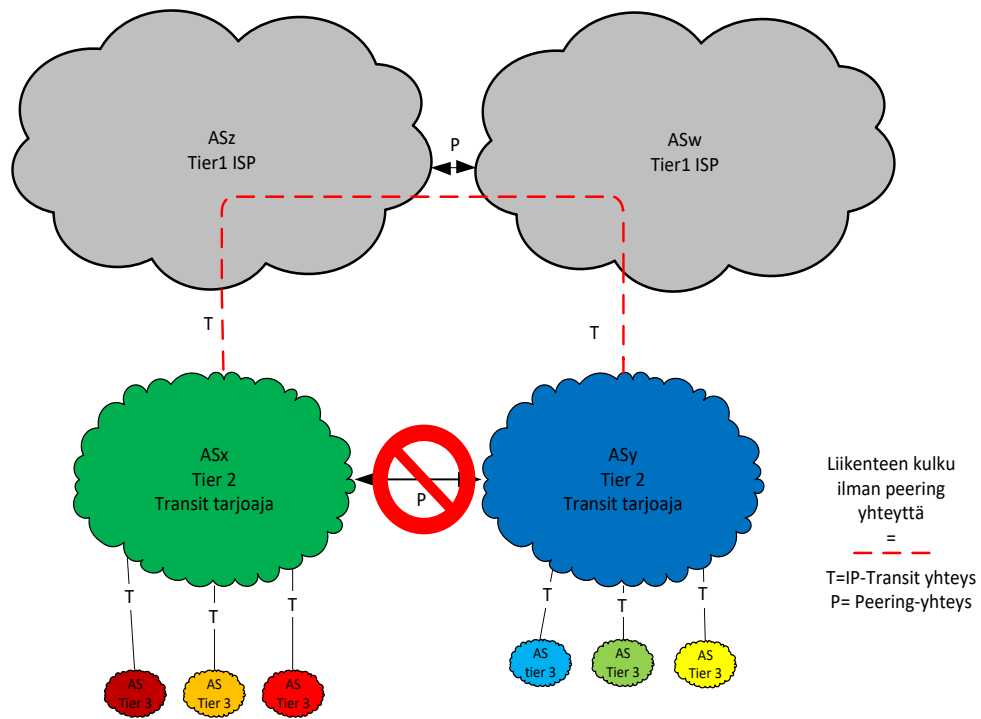 ASz
Tier1 ISP
P
ASw
Tier1 ISP
T
T
ASx
Tier 2
Transit tarjoaja
P
ASy
Tier 2
Transit tarjoaja
Liikenteen kulku
ilman peering
yhteyttä
=
T=IP-Transit yhteys
P= Peering-yhteys
T
T
T
T
T
T
AS
Tier 3
AS
Tier 3
AS
Tier 3
AS
tier 3
AS
Tier 3
AS
Tier 3